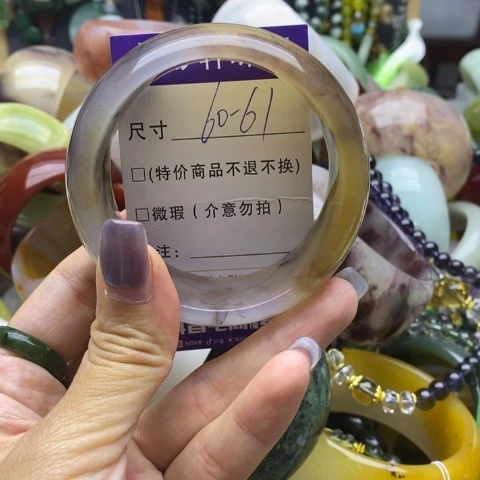 尺寸 60-61
□(特价商品不退不换)
□微瑕(介意勿拍)
注: